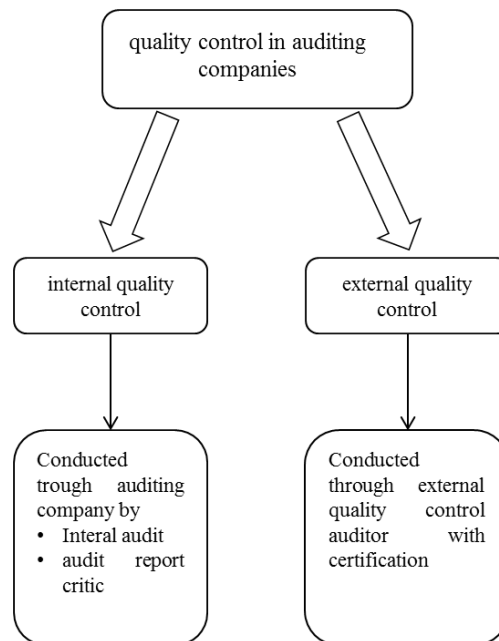 quality control in auditing
companies
internal quality
control
external quality
control
Conducted
trough auditing
company by
• Interal audit
• audit report
critic
Conducted
through external
quality control
auditor with
certification